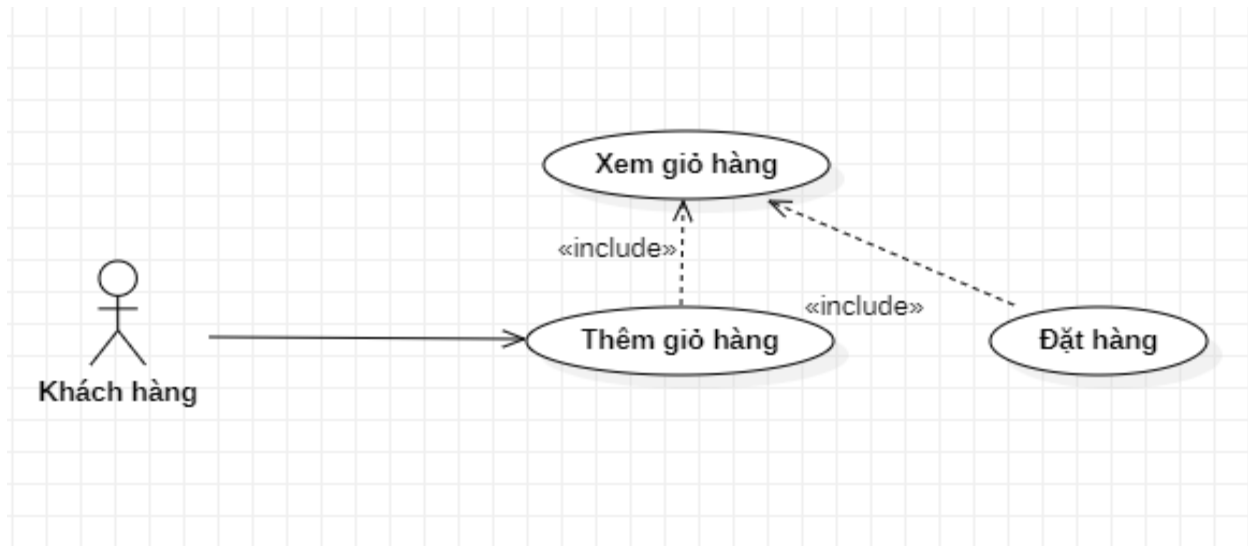 Xem giỏ hàng
«include»
«include»
Thêm giỏ hàng
Đặt hàng
Khách hàng